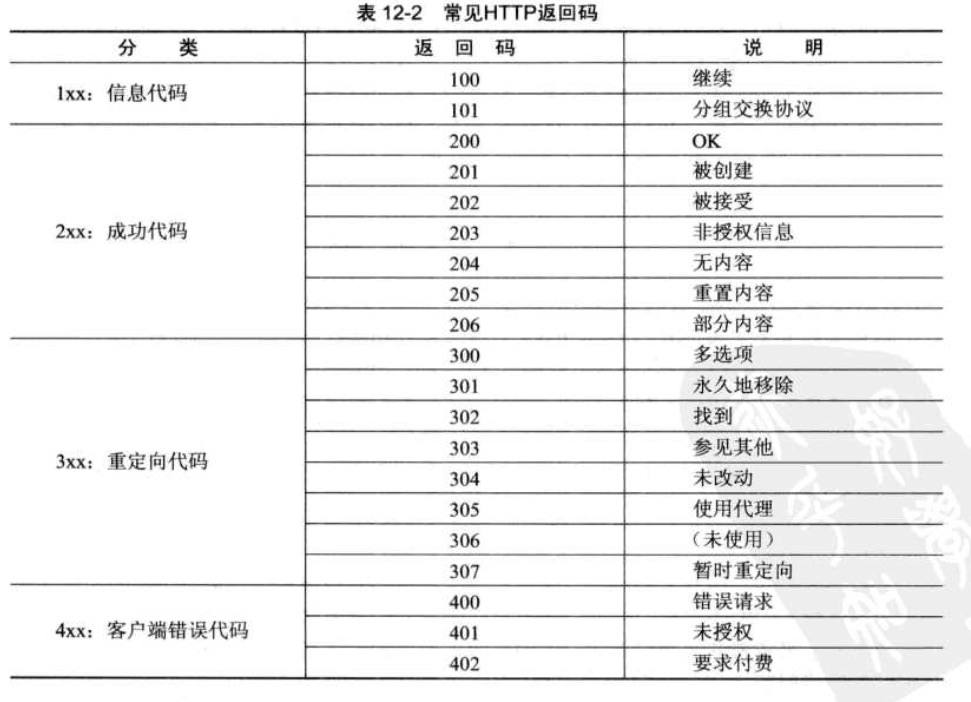 表 12-2 常见HTTP返回码
分 类 返 回 码 说 明
1xx：信息代码 100 继续
101 分组交换协议
2xx：成功代码 200 OK
201 被创建
202 被接受
203 非授权信息
204 无内容
205 重置内容
206 部分内容
3xx：重定向代码 300 多选项
301 永久地移除
302 找到
303 参见其他
304 未改动
305 使用代理
306 （未使用）
307 暂时重定向
4xx：客户端错误代码 400 错误请求
401 未授权
402 要求付费